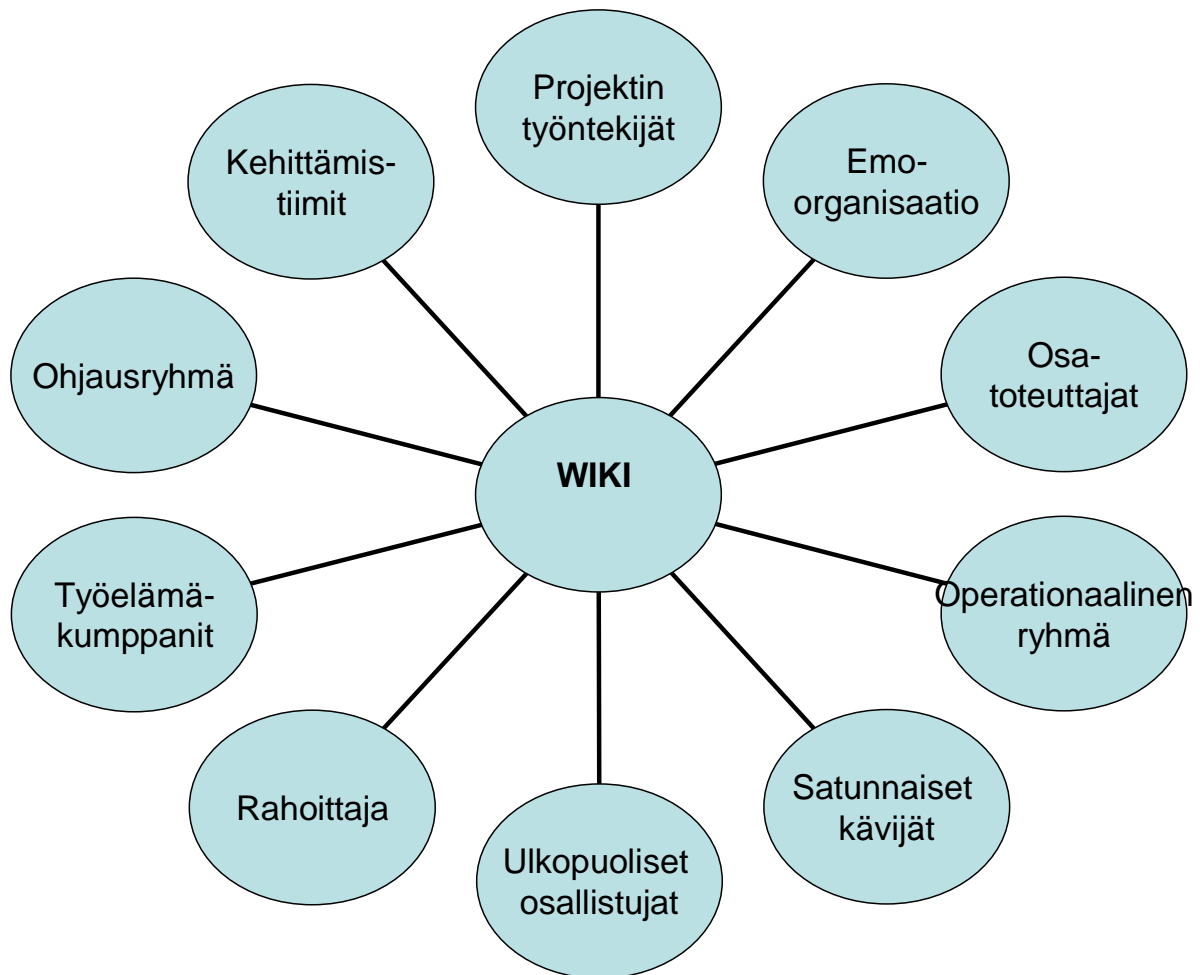 Projektin
työntekijät
Emo-
organisaatio
Osa-
toteuttajat
Operationaalinen
ryhmä
Satunnaiset
kävijät
Ulkopuoliset
osallistujat
Rahoittaja
Työelämä-
kumppanit
Ohjausryhmä
Kehittämis-
tiimit
WIKI